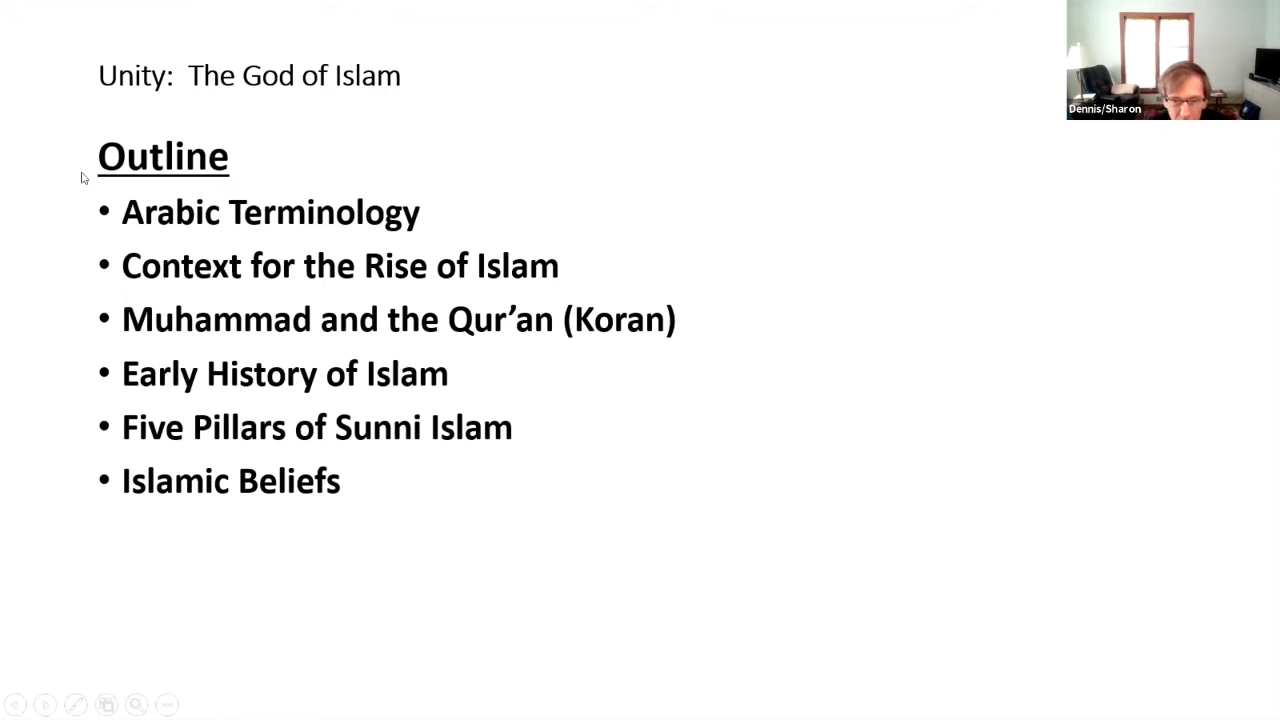 Unity:  The God of Islam
Dennis/Sharon
Outline
• Arabic Terminology
• Context for the Rise of Islam
• Muhammad and the Qur’an (Koran)
• Early History of Islam
• Five Pillars of Sunni Islam
• Islamic Beliefs